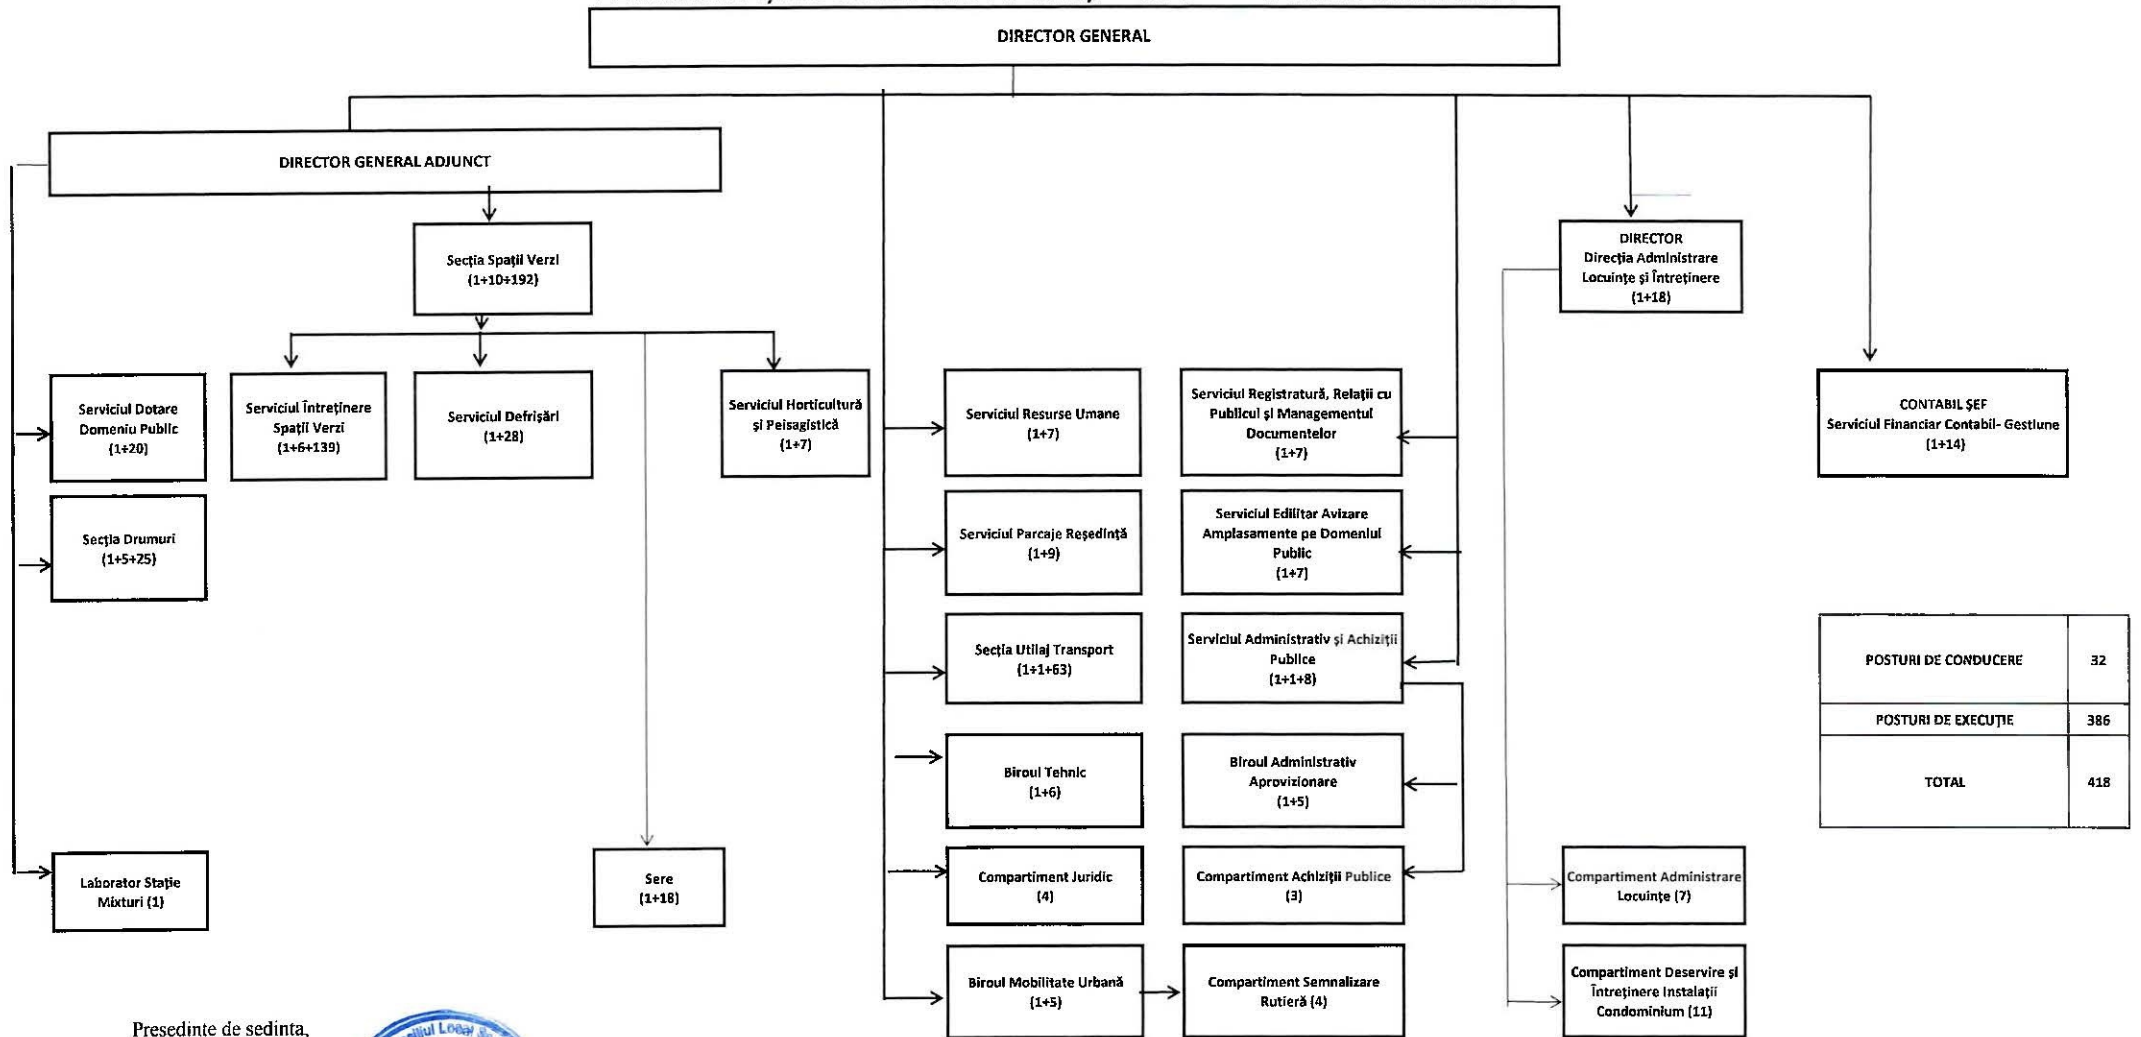 DIRECTOR GENERAL
DIRECTOR GENERAL ADJUNCT
Secția Spații Verzi
(1+10+192)
DIRECTOR
Direcția Administrare
Locuințe și Întreținere
(1+18)
Serviciul Dotare
Domeniu Public
(1+20)
Serviciul Întreținere
Spații Verzi
(1+6+139)
Serviciul Defrișări
(1+28)
Serviciul Horticultură
și Peisagistică
(1+7)
Serviciul Resurse Umane
(1+7)
Serviciul Registratură, Relații cu
Publicul și Managementul
Documentelor
(1+7)
CONTABIL ȘEF
Serviciul Financiar Contabil- Gestiune
(1+14)
Secția Drumuri
(1+5+25)
Serviciul Parcaje Reședință
(1+9)
Serviciul Edilitar Avizare
Amplasamente pe Domeniul
Public
(1+7)
Secția Utilaj Transport
(1+1+63)
Serviciul Administrativ și Achiziții
Publice
(1+1+8)
POSTURI DE CONDUCERE 32
POSTURI DE EXECUȚIE 386
TOTAL 418
Biroul Tehnic
(1+6)
Biroul Administrativ
Aprovizionare
(1+5)
Laborator Stație
Mixturi (1)
Sere
(1+18)
Compartiment Juridic
(4)
Compartiment Achiziții Publice
(3)
Compartiment Administrare
Locuințe (7)
Biroul Mobilitate Urbană
(1+5)
Compartiment Semnalizare
Rutieră (4)
Compartiment Deservire și
Întreținere Instalații
Condominium (11)
Presedinte de sedinta,
Local